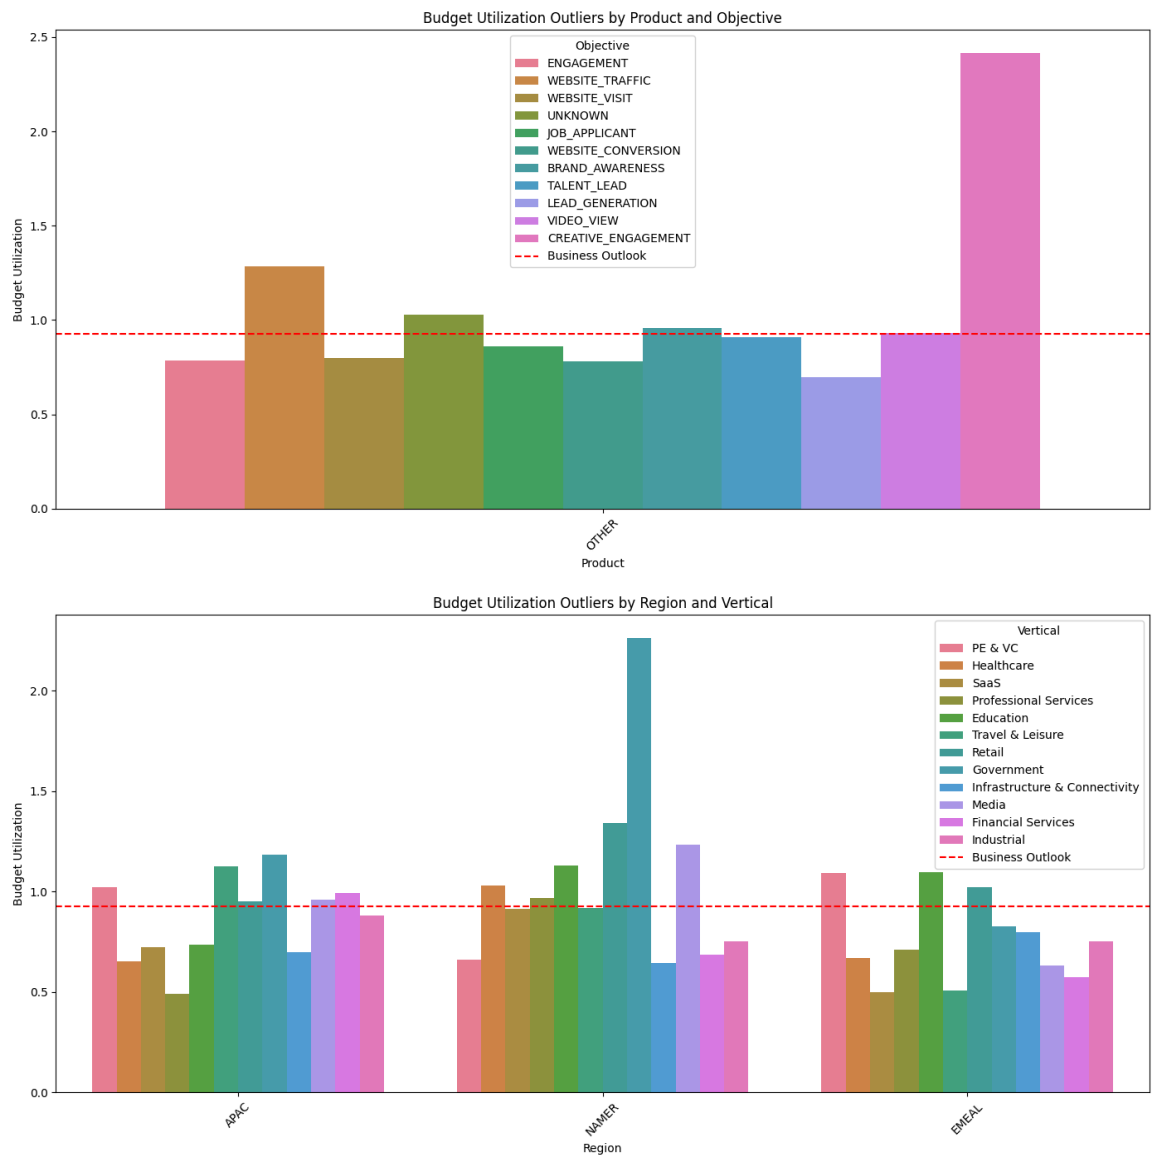 Budget Utilization Outliers by Product and Objective
2.5
2.0
1.5
1.0
0.5
0.0
Budget Utilization
Objective
ENGAGEMENT
WEBSITE_TRAFFIC
WEBSITE_VISIT
UNKNOWN
JOB_APPLICANT
WEBSITE_CONVERSION
BRAND_AWARENESS
TALENT_LEAD
LEAD_GENERATION
VIDEO_VIEW
CREATIVE_ENGAGEMENT
Business Outlook
OTHER
Product
Budget Utilization Outliers by Region and Vertical
2.0
1.5
1.0
0.5
0.0
Budget Utilization
Vertical
PE & VC
Healthcare
SaaS
Professional Services
Education
Travel & Leisure
Retail
Government
Infrastructure & Connectivity
Media
Financial Services
Industrial
Business Outlook
APAC
NAMER
EMEAL
Region